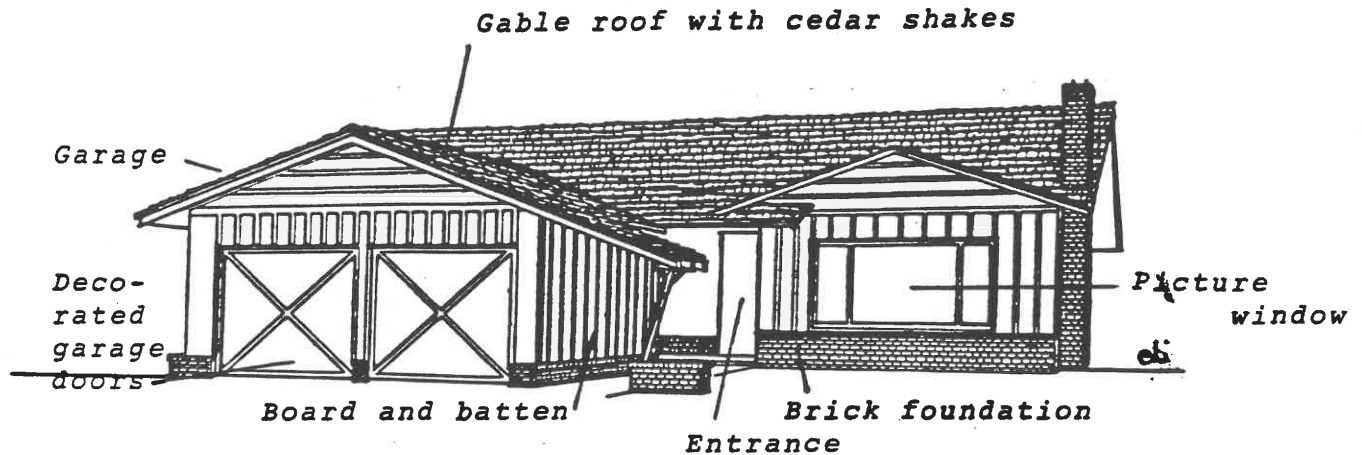 Gable roof with cedar shakes
Garage
Deco-
rated
garage
doors
Picture
window
Board and batten
Brick foundation
Entrance